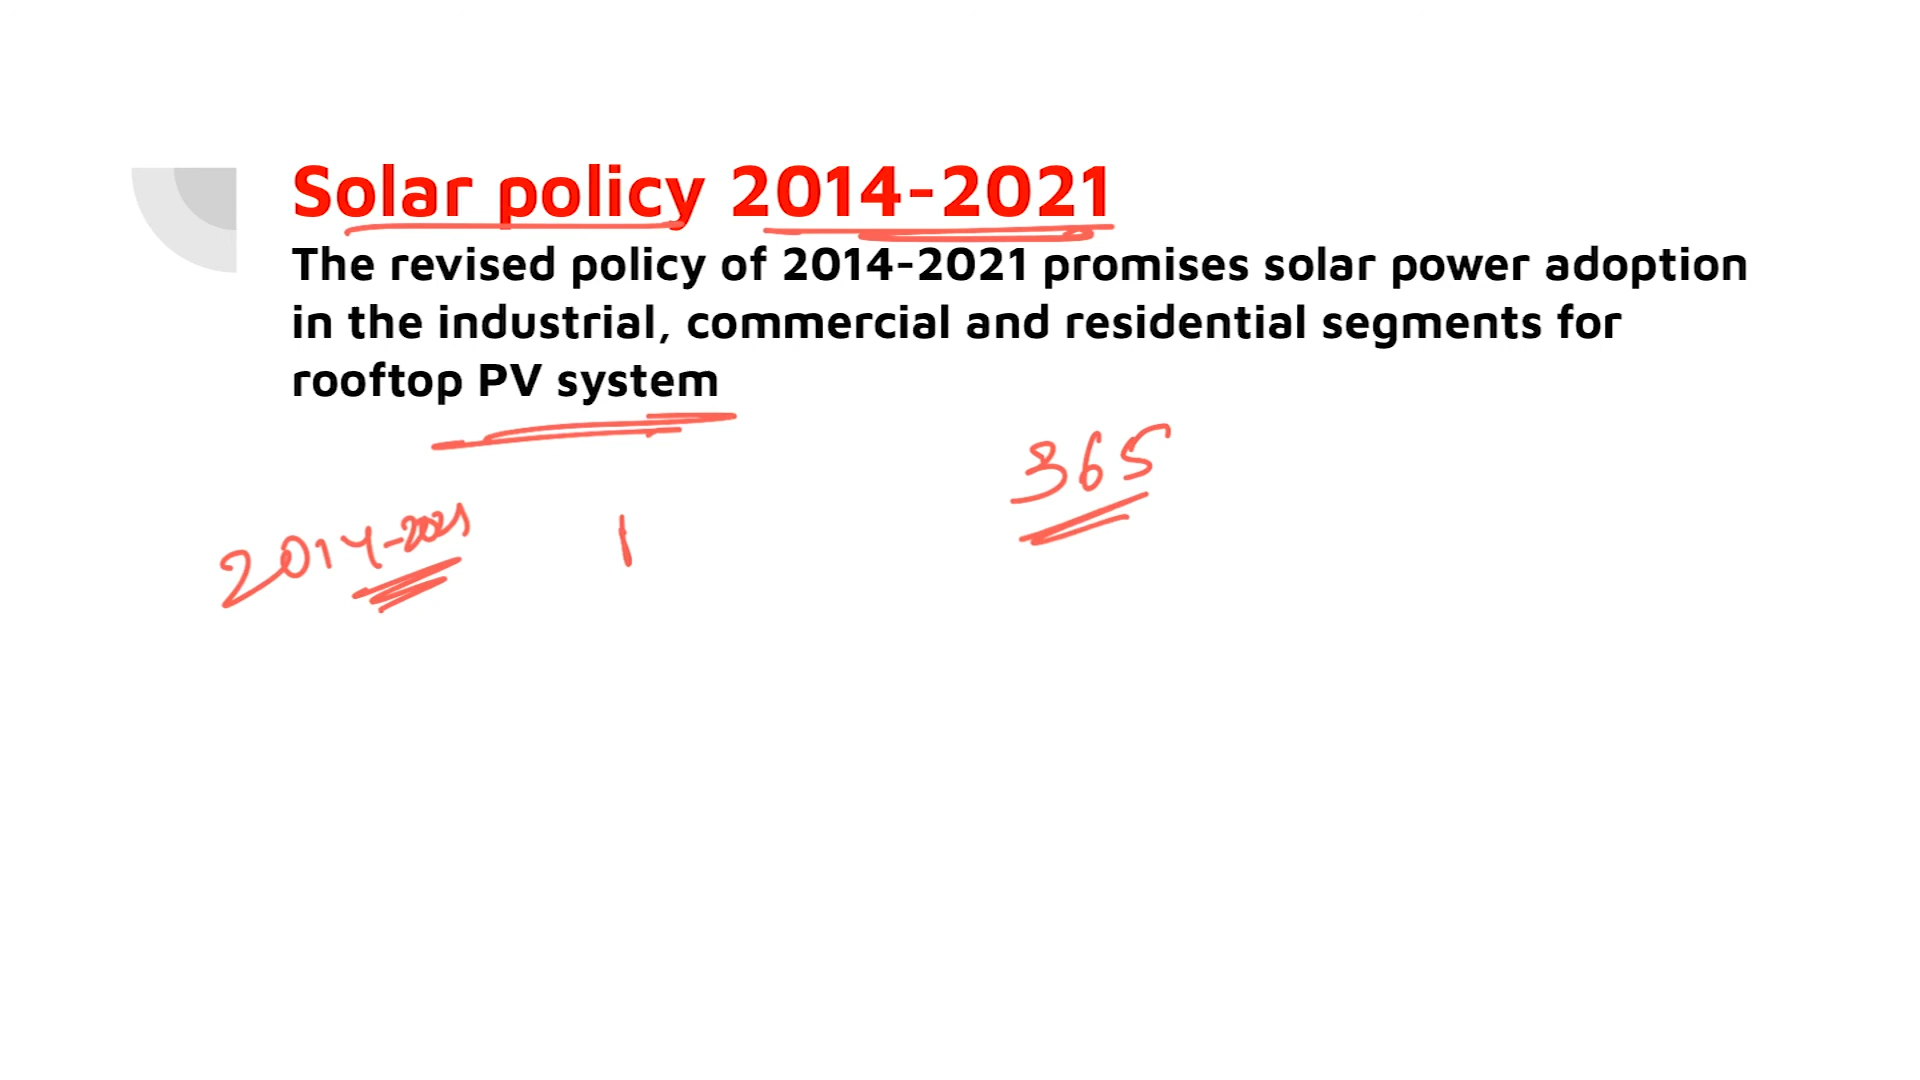 Solar policy 2014-2021
The revised policy of 2014-2021 promises solar power adoption
in the industrial, commercial and residential segments for
rooftop PV system
365
2014-2021
1